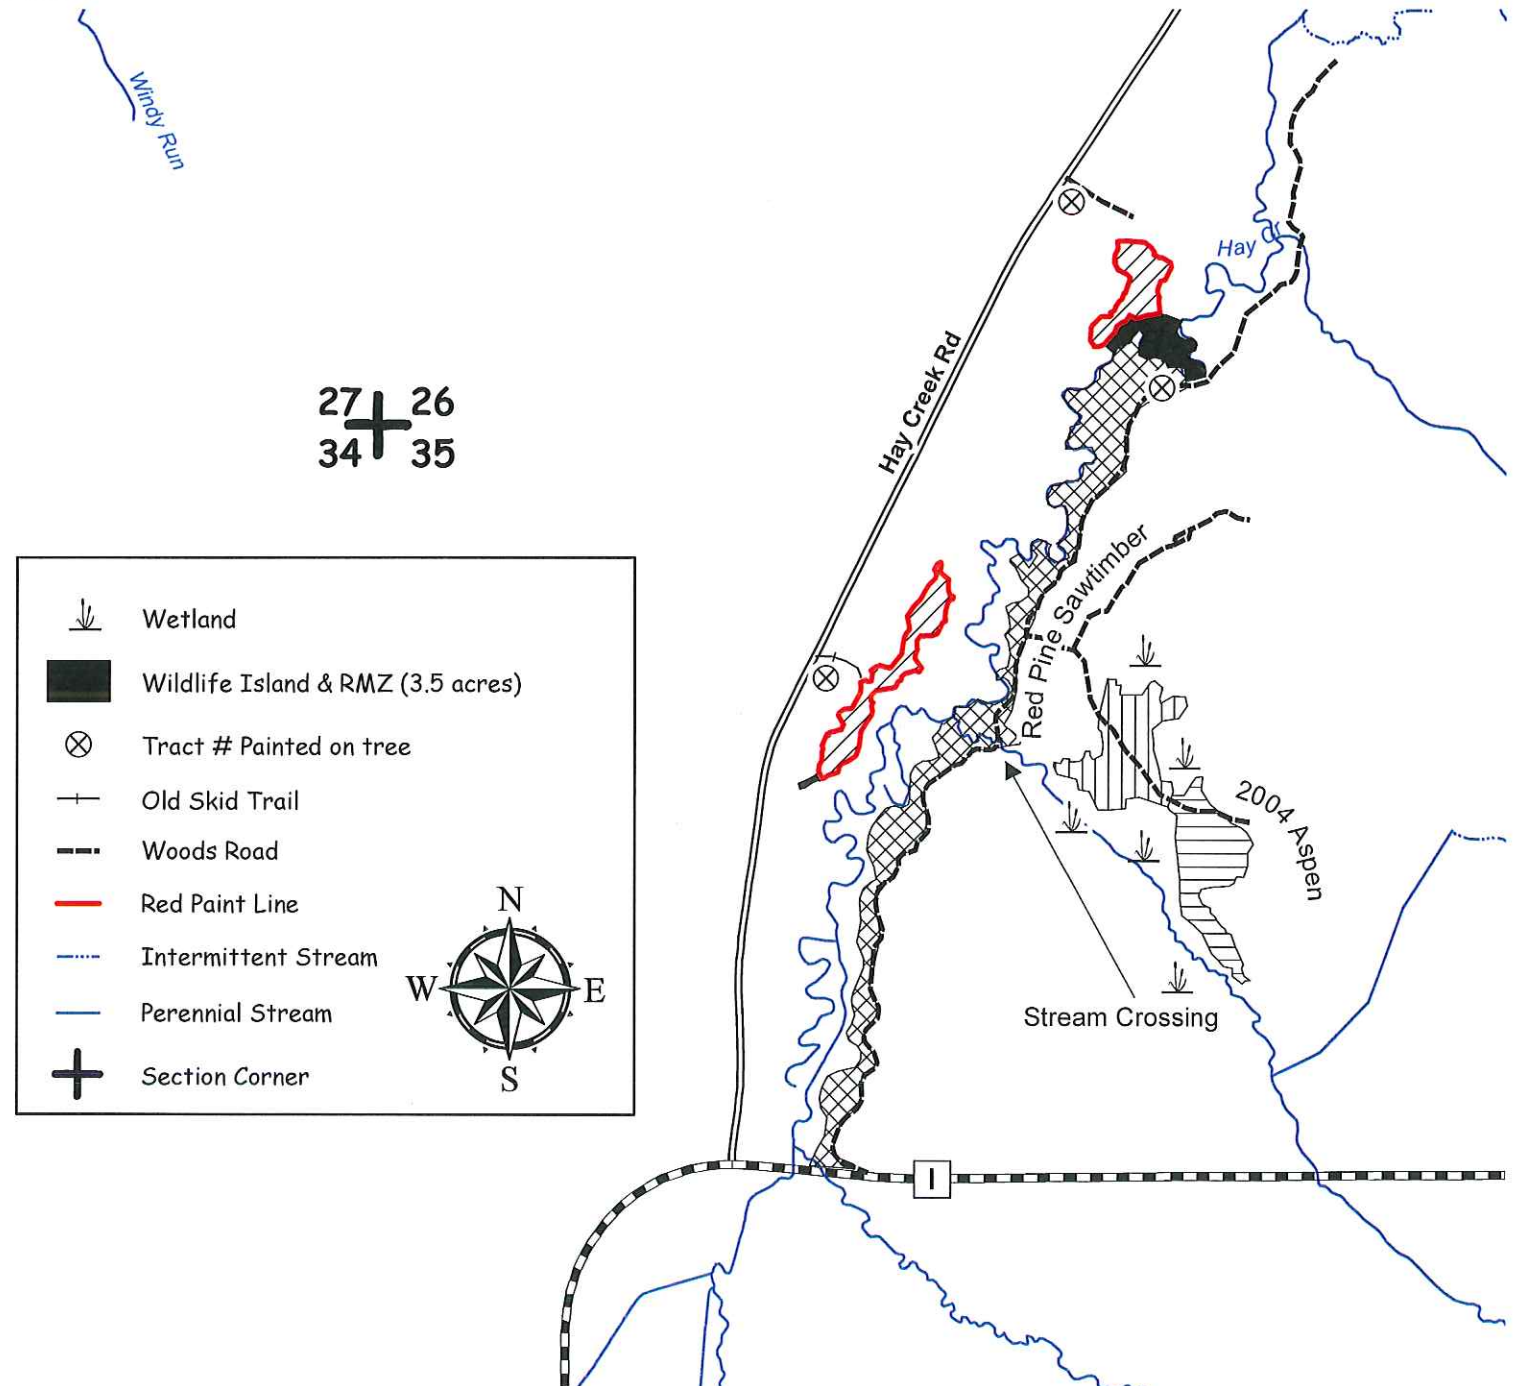 Windy Run
Hay Cr
Hay Creek Rd
27 26
34 35
Red Pine Sawtimber
2004 Aspen
Stream Crossing
I
Wetland
Wildlife Island & RMZ (3.5 acres)
Tract # Painted on tree
Old Skid Trail
Woods Road
Red Paint Line
Intermittent Stream
Perennial Stream
Section Corner
N
W E
S